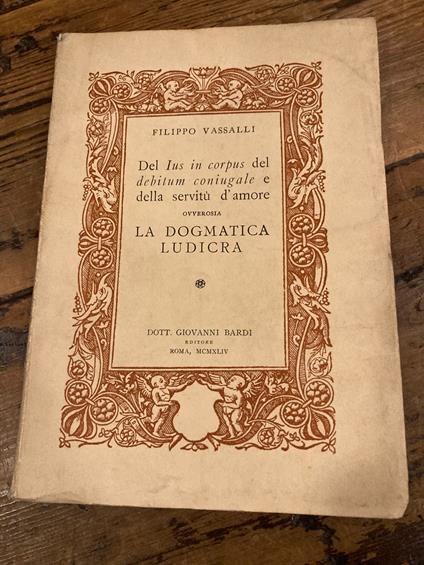 FILIPPO VASSALLI
Del Ius in corpus del
debitum coniugale e
della servitù d'amore
OVVEROSIA
LA DOGMATICA
LUDICRA
DOTT. GIOVANNI BARDI
EDITORE
ROMA, MCMXLIV